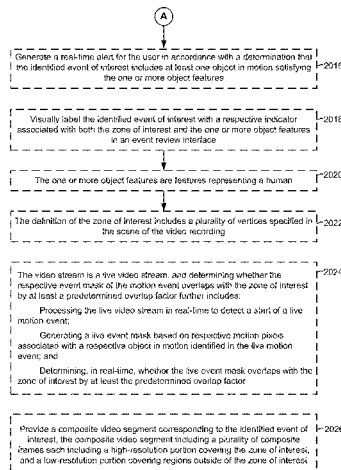 A
Generate a real-time alert for the user in accordance with a determination that
the identified event of interest includes at least one object in motion satisfying
the one or more object features
2016
Visually label the identified event of interest with a respective indicator
associated with both the zone of interest and the one or more object features
in an event review interface
2018
The one or more object features are features representing a human
2020
The definition of the zone of interest includes a plurality of vertices specified in
the scene of the video recording
2022
The video stream is a live video stream, and determining whether the
respective event mask of the motion event overlaps with the zone of interest
by at least a predetermined overlap factor further includes:
Processing the live video stream in real-time to detect a start of a live
motion event;
Generating a live event mask based on respective motion pixels
associated with a respective object in motion identified in the live motion
event; and
Determining, in real-time, whether the live event mask overlaps with the
zone of interest by at least the predetermined overlap factor
2024
Provide a composite video segment corresponding to the identified event of
interest, the composite video segment including a plurality of composite
frames each including a high-resolution portion covering the zone of interest,
and a low-resolution portion covering regions outside of the zone of interest
2026